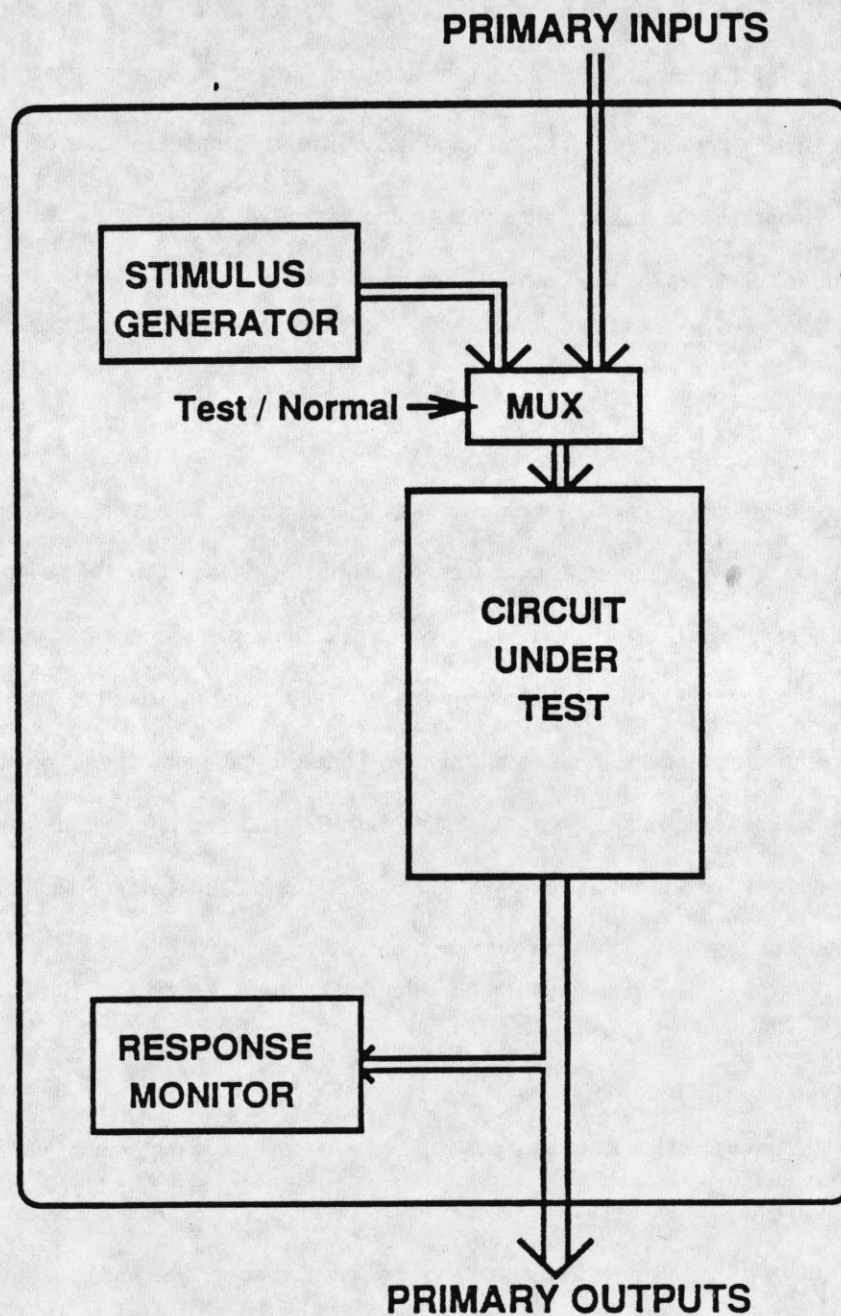 PRIMARY INPUTS
STIMULUS
GENERATOR
Test / Normal
MUX
CIRCUIT
UNDER
TEST
RESPONSE
MONITOR
PRIMARY OUTPUTS